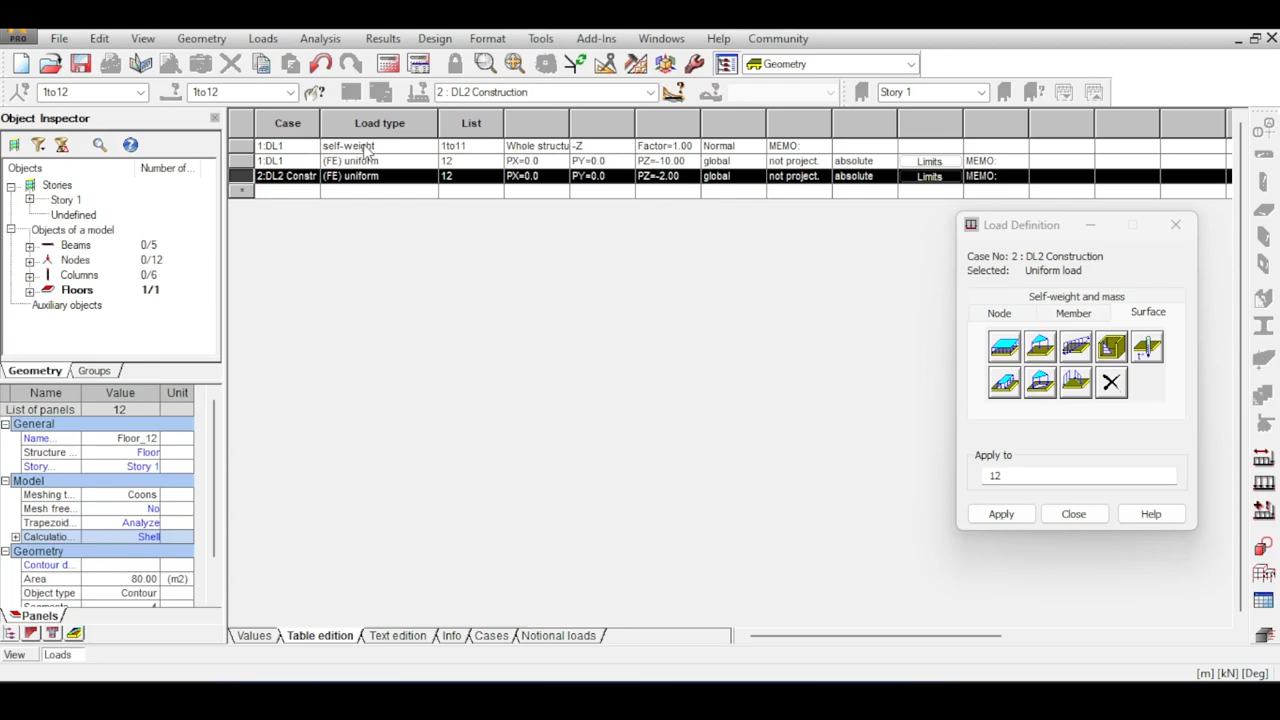 PRO File Edit View Geometry Loads Analysis Results Design Format Tools Add-Ins Windows Help Community
Geometry
1to12 1to12 2 : DL2 Construction Story 1
Object Inspector
Objects Number of...
Stories
Story 1
Undefined
Objects of a model
Beams 0/5
Nodes 0/12
Columns 0/6
Floors 1/1
Auxiliary objects
Geometry Groups
Name Value Unit
List of panels 12
General
Name... Floor_12
Structure ... Floor
Story... Story 1
Model
Meshing t... Coons
Mesh free... No
Trapezoid... Analyze
Calculatio... Shell
Geometry
Contour d...
Area 80.00 (m2)
Object type Contour
Panels
View Loads
Case Load type List
1:DL1 self-weight 1to11 Whole structu -Z Factor=1.00 Normal MEMO:
1:DL1 (FE) uniform 12 PX=0.0 PY=0.0 PZ=-10.00 global not project. absolute Limits MEMO:
2:DL2 Constr (FE) uniform 12 PX=0.0 PY=0.0 PZ=-2.00 global not project. absolute Limits MEMO:
*
Load Definition
Case No: 2 : DL2 Construction
Selected: Uniform load
Self-weight and mass
Node Member Surface
Apply to
12
Apply Close Help
Values Table edition Text edition Info Cases Notional loads
[m] [kN] [Deg]